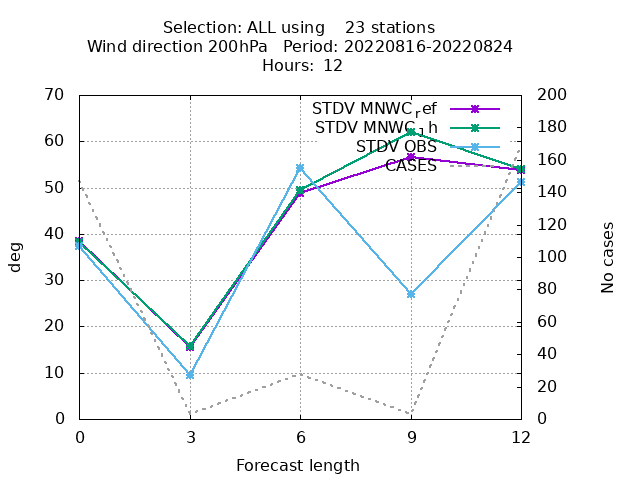 Selection: ALL using    23 stations
Wind direction 200hPa   Period: 20220816-20220824
Hours: 12
70
60
50
40
30
20
10
0
deg
200
180
160
140
120
100
80
60
40
20
0
No cases
STDV MNWCref
STDV MNWC1h
STDV OBS
CASES
0
3
6
9
12
Forecast length